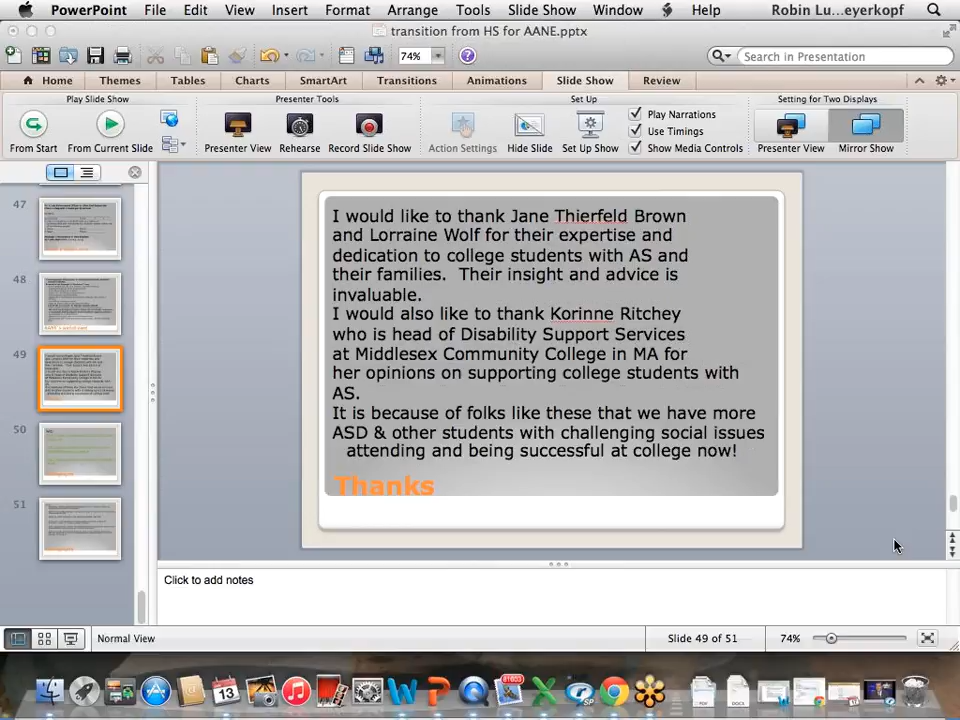 PowerPoint File Edit View Insert Format Arrange Tools Slide Show Window Help Robin Lu...eyerkopf
transition from HS for AANE.pptx
74% Search in Presentation
Home Themes Tables Charts SmartArt Transitions Animations Slide Show Review
Play Slide Show Presenter Tools Set Up Setting for Two Displays
Play Narrations
Use Timings
Show Media Controls
From Start From Current Slide Presenter View Rehearse Record Slide Show Action Settings Hide Slide Set Up Show Presenter View Mirror Show
47
48
49
50
51
I would like to thank Jane Thierfeld Brown
and Lorraine Wolf for their expertise and
dedication to college students with AS and
their families. Their insight and advice is
invaluable.
I would also like to thank Korinne Ritchey
who is head of Disability Support Services
at Middlesex Community College in MA for
her opinions on supporting college students with
AS.
It is because of folks like these that we have more
ASD & other students with challenging social issues
attending and being successful at college now!
Thanks
Click to add notes
Normal View Slide 49 of 51 74%